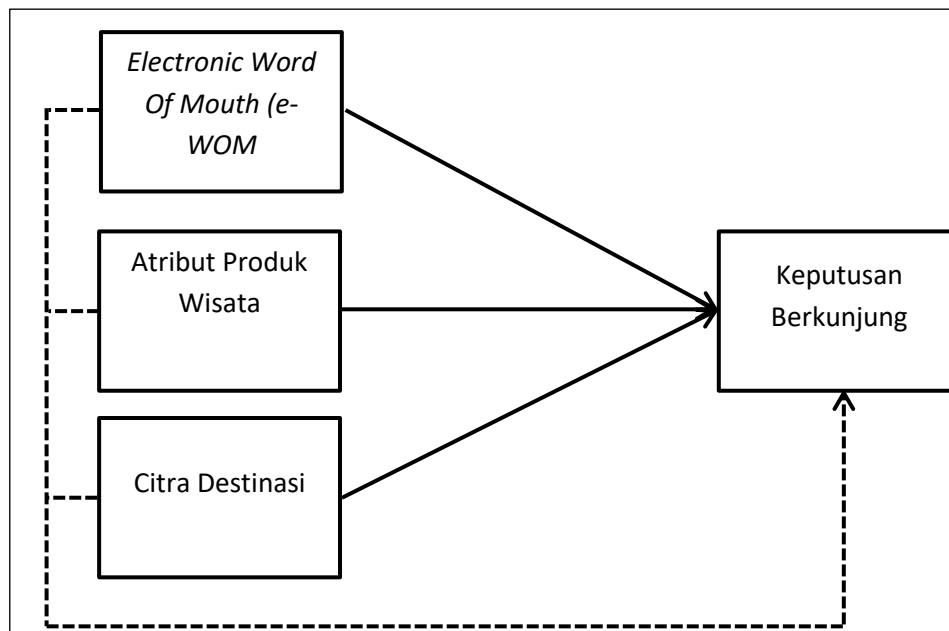 Electronic Word
Of Mouth (e-
WOM
Atribut Produk
Wisata
Keputusan
Berkunjung
Citra Destinasi